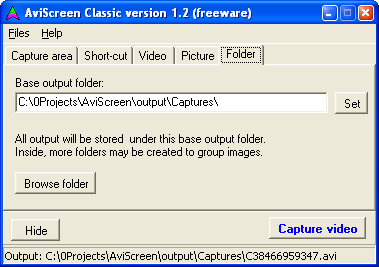 AviScreen Classic version 1.2 (freeware)
Files Help
Capture area Short-cut Video Picture Folder
Base output folder:
C:\0Projects\AviScreen\output\Captures\ Set
All output will be stored under this base output folder.
Inside, more folders may be created to group images.
Browse folder
Hide Capture video
Output: C:\0Projects\AviScreen\output\Captures\C38466959347.avi